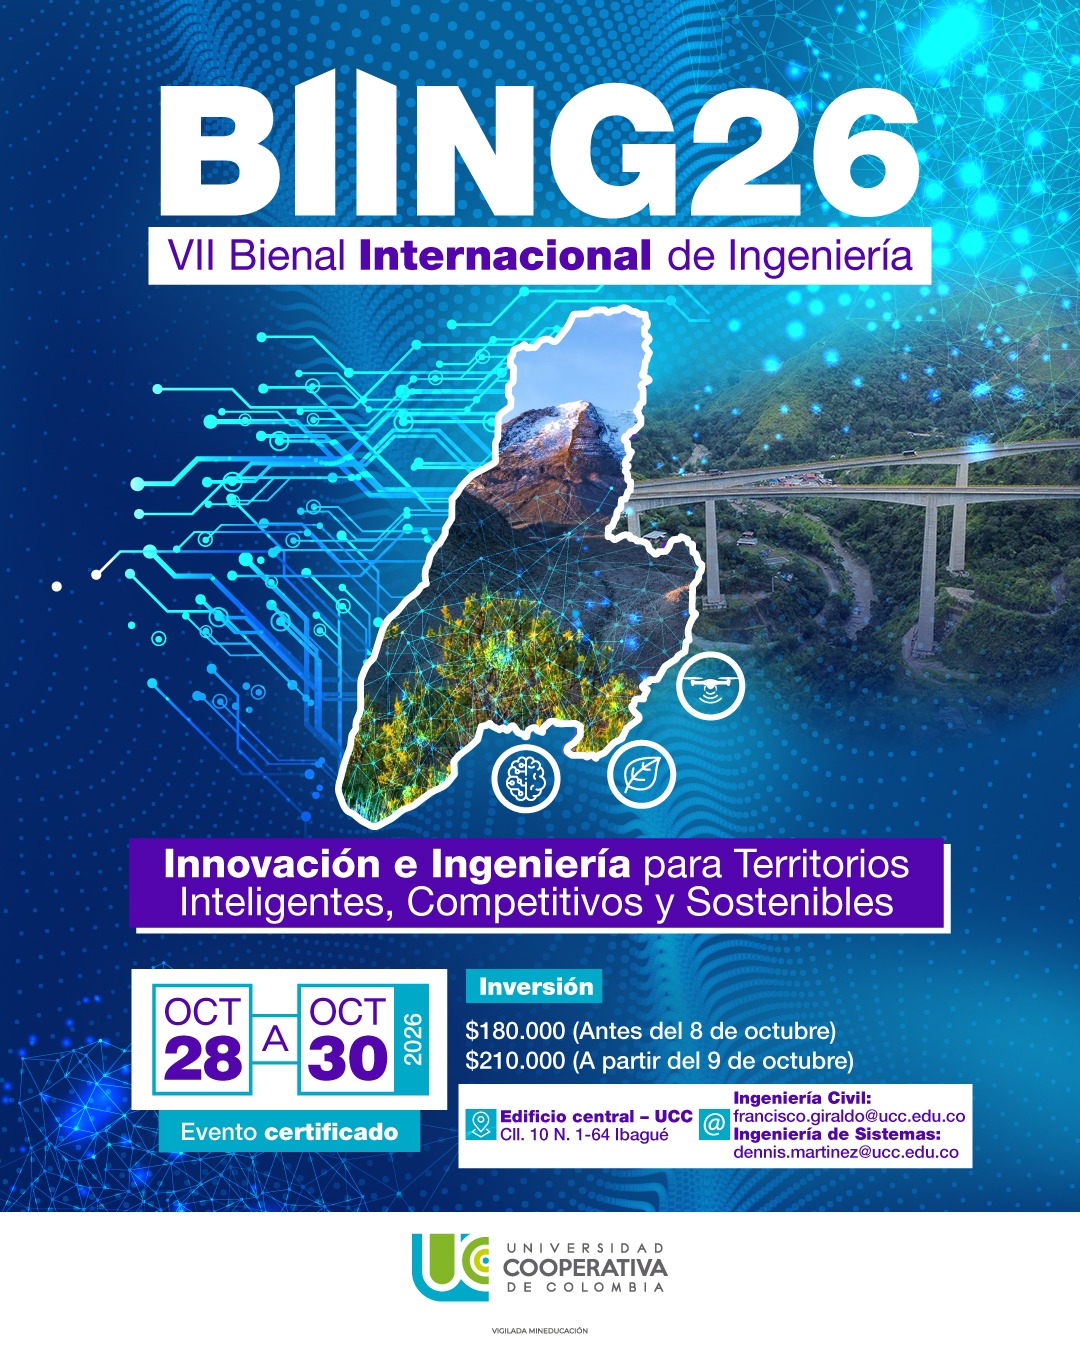 BIING26
VII Bienal Internacional de Ingeniería
Innovación e Ingeniería para Territorios
Inteligentes, Competitivos y Sostenibles
OCT
28
A
OCT
30
2026
Evento certificado
Inversión
$180.000 (Antes del 8 de octubre)
$210.000 (A partir del 9 de octubre)
Edificio central – UCC
Cll. 10 N. 1-64 Ibagué
@
Ingeniería Civil:
francisco.giraldo@ucc.edu.co
Ingeniería de Sistemas:
dennis.martinez@ucc.edu.co
UNIVERSIDAD
COOPERATIVA
DE COLOMBIA
VIGILADA MINEDUCACIÓN